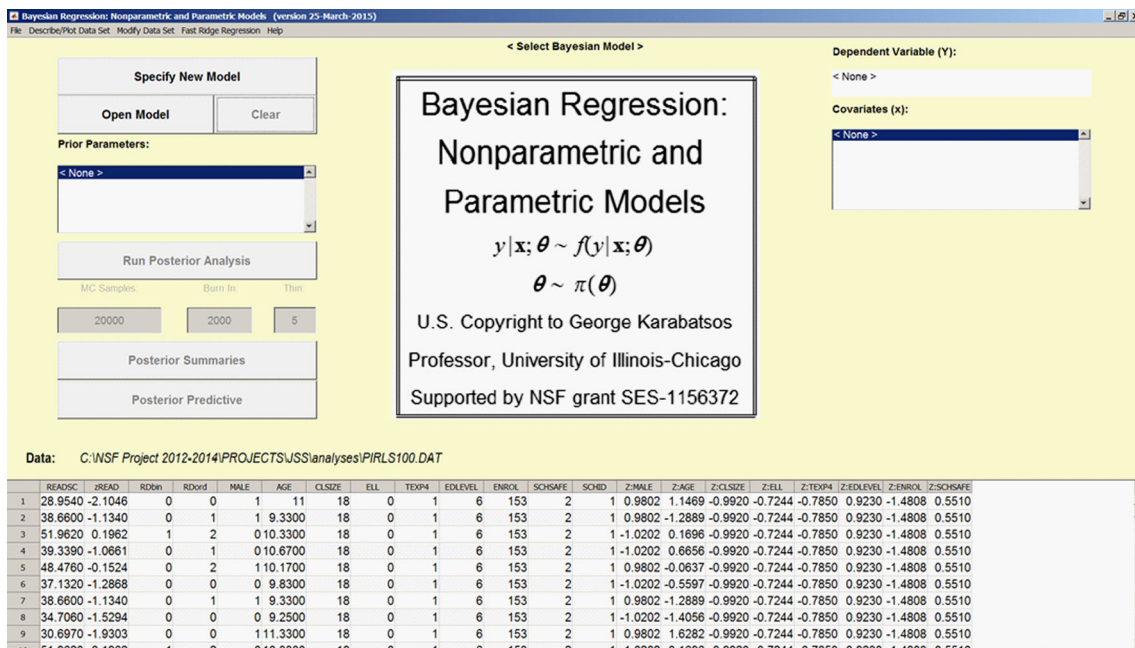 Bayesian Regression: Nonparametric and Parametric Models (version 25-March-2015)
File Describe/Plot Data Set Modify Data Set Fast Ridge Regression Help
< Select Bayesian Model >
Specify New Model
Open Model Clear
Prior Parameters:
< None >
Run Posterior Analysis
MC Samples: Burn In: Thin:
20000 2000 5
Posterior Summaries
Posterior Predictive
Bayesian Regression:
Nonparametric and
Parametric Models
y|x; θ ~ f(y|x; θ)
θ ~ π(θ)
U.S. Copyright to George Karabatsos
Professor, University of Illinois-Chicago
Supported by NSF grant SES-1156372
Dependent Variable (Y):
< None >
Covariates (x):
< None >
Data: C:\NSF Project 2012-2014\PROJECTS\JSS\analyses\PIRLS100.DAT
READSC zREAD RDbin RDord MALE AGE CLSIZE ELL TEXP4 EDLEVEL ENROL SCHSAFE SCHID Z:MALE Z:AGE Z:CLSIZE Z:ELL Z:TEXP4 Z:EDLEVEL Z:ENROL Z:SCHSAFE
1 28.9540 -2.1046 0 0 1 11 18 0 1 6 153 2 1 0.9802 1.1469 -0.9920 -0.7244 -0.7850 0.9230 -1.4808 0.5510
2 38.6600 -1.1340 0 1 1 9.3300 18 0 1 6 153 2 1 0.9802 -1.2889 -0.9920 -0.7244 -0.7850 0.9230 -1.4808 0.5510
3 51.9620 0.1962 1 2 0 10.3300 18 0 1 6 153 2 1 -1.0202 0.1696 -0.9920 -0.7244 -0.7850 0.9230 -1.4808 0.5510
4 39.3390 -1.0661 0 1 0 10.6700 18 0 1 6 153 2 1 -1.0202 0.6656 -0.9920 -0.7244 -0.7850 0.9230 -1.4808 0.5510
5 48.4760 -0.1524 0 2 1 10.1700 18 0 1 6 153 2 1 0.9802 -0.0637 -0.9920 -0.7244 -0.7850 0.9230 -1.4808 0.5510
6 37.1320 -1.2868 0 0 0 9.8300 18 0 1 6 153 2 1 -1.0202 -0.5597 -0.9920 -0.7244 -0.7850 0.9230 -1.4808 0.5510
7 38.6600 -1.1340 0 1 1 9.3300 18 0 1 6 153 2 1 0.9802 -1.2889 -0.9920 -0.7244 -0.7850 0.9230 -1.4808 0.5510
8 34.7060 -1.5294 0 0 0 9.2500 18 0 1 6 153 2 1 -1.0202 -1.4056 -0.9920 -0.7244 -0.7850 0.9230 -1.4808 0.5510
9 30.6970 -1.9303 0 0 1 11.3300 18 0 1 6 153 2 1 0.9802 1.6282 -0.9920 -0.7244 -0.7850 0.9230 -1.4808 0.5510